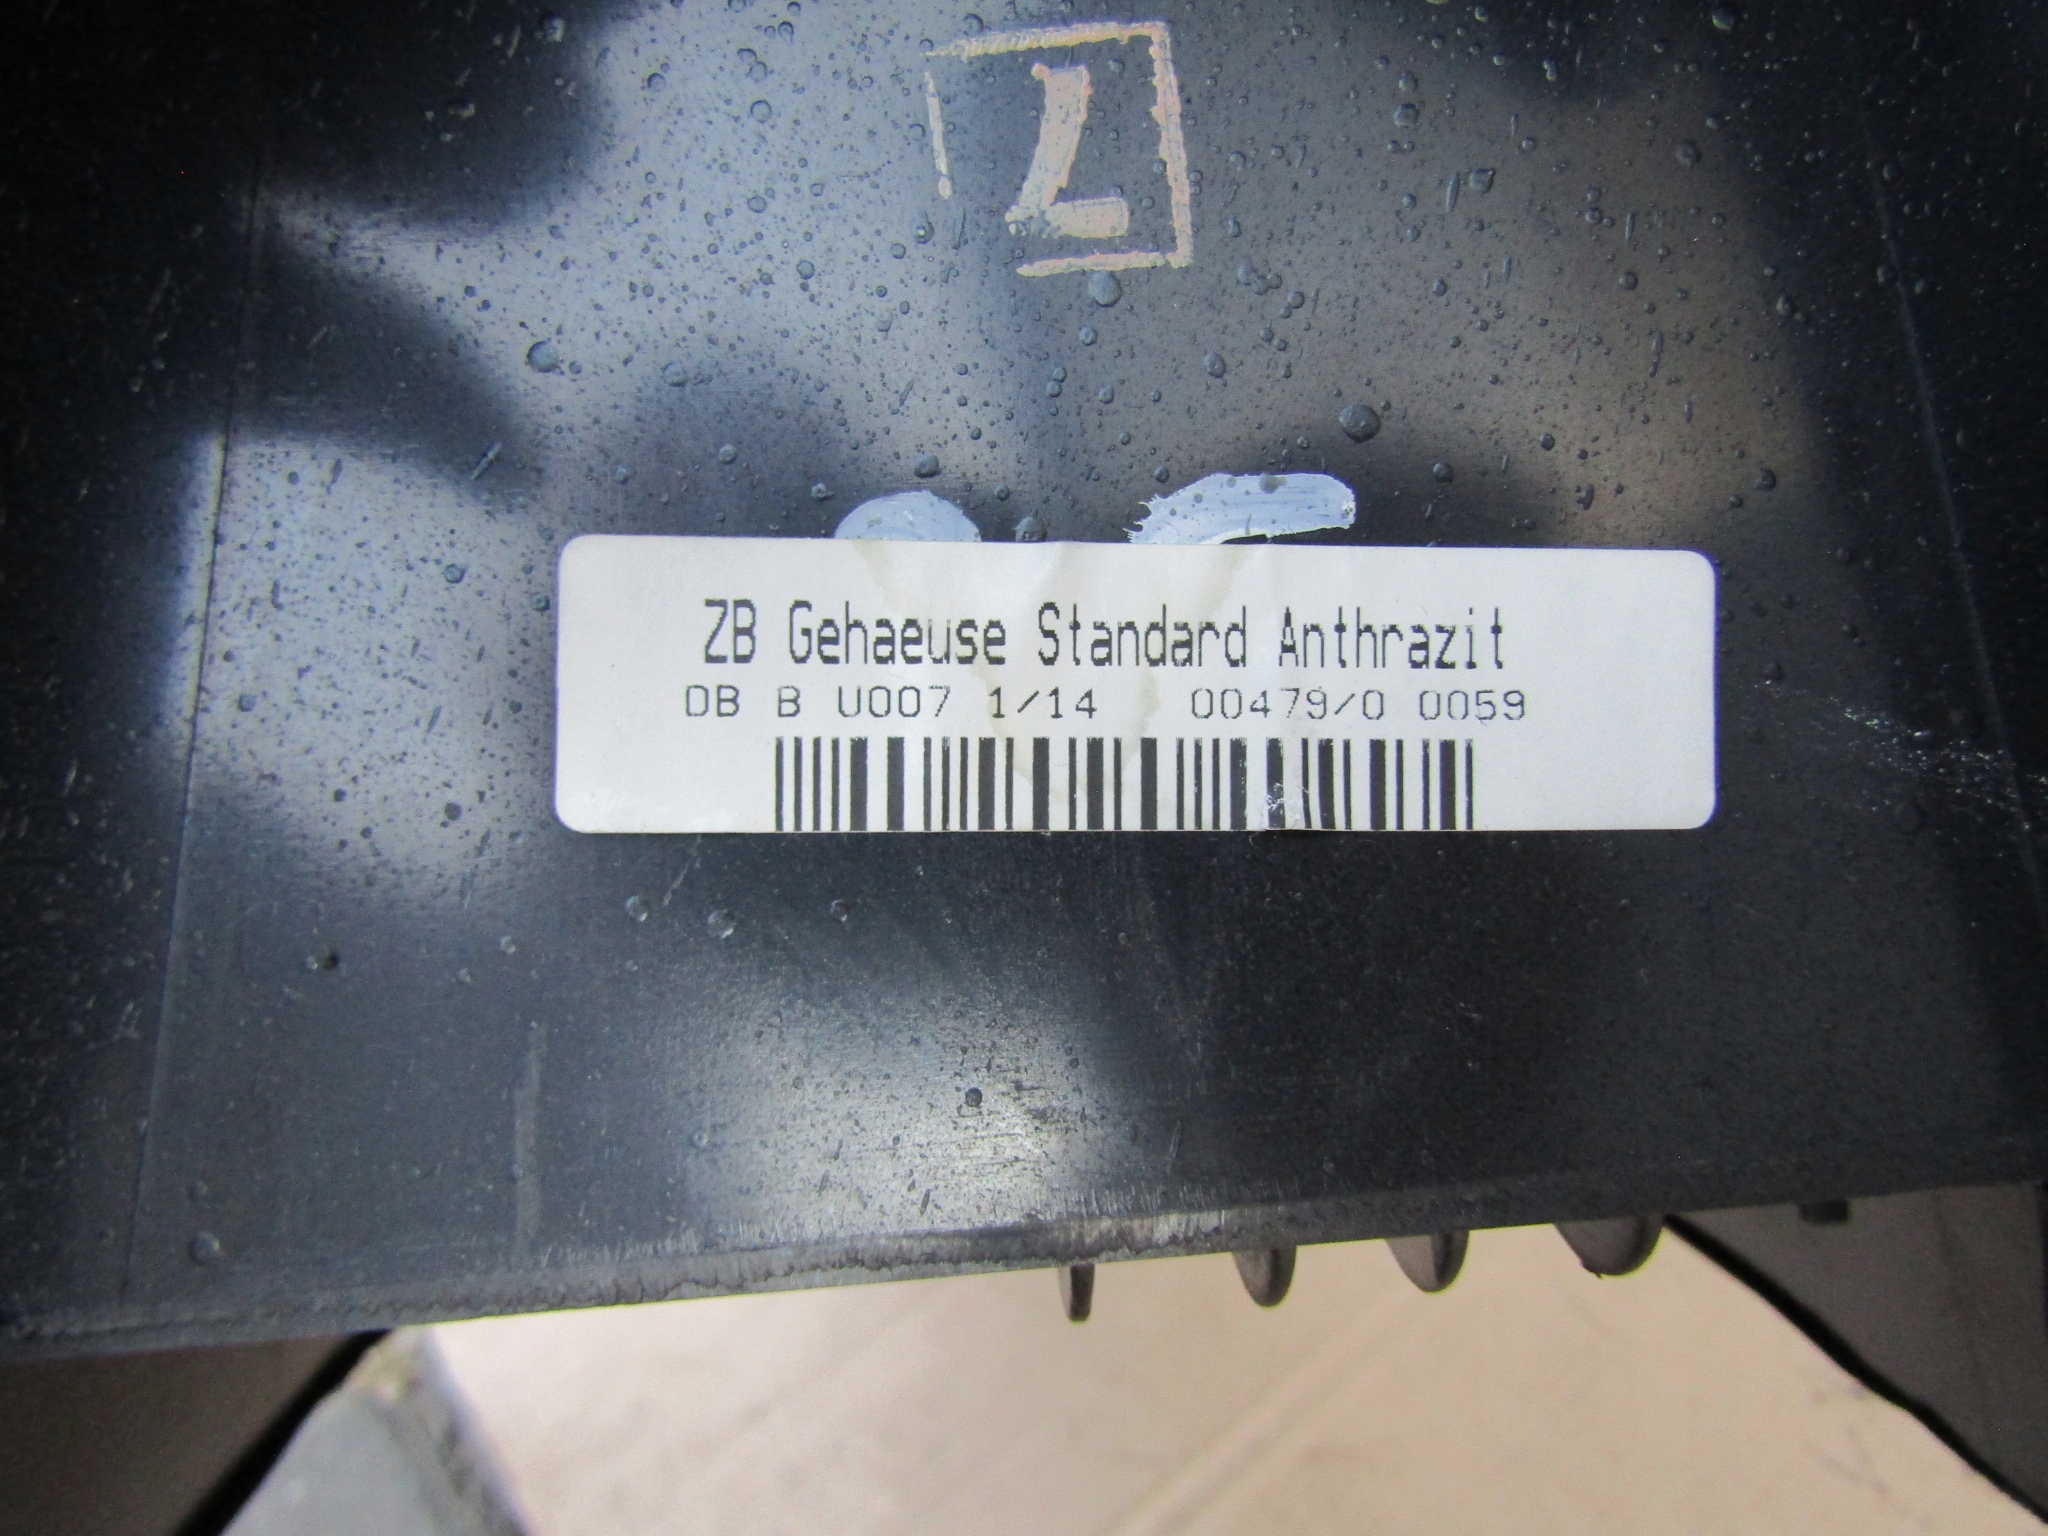 ZB Gehaeuse Standard Anthrazit
DB B U007 1/14 00479/0 0059